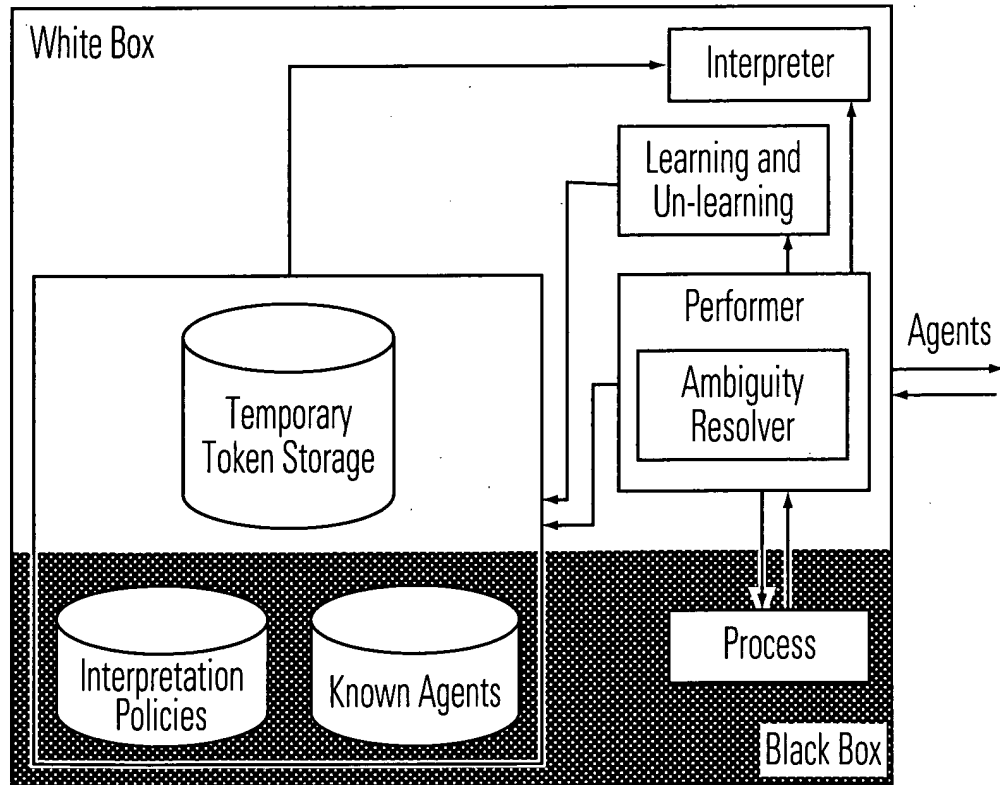 White Box
Interpreter
Learning and
Un-learning
Performer
Ambiguity
Resolver
Agents
Temporary
Token Storage
Interpretation
Policies
Known Agents
Process
Black Box